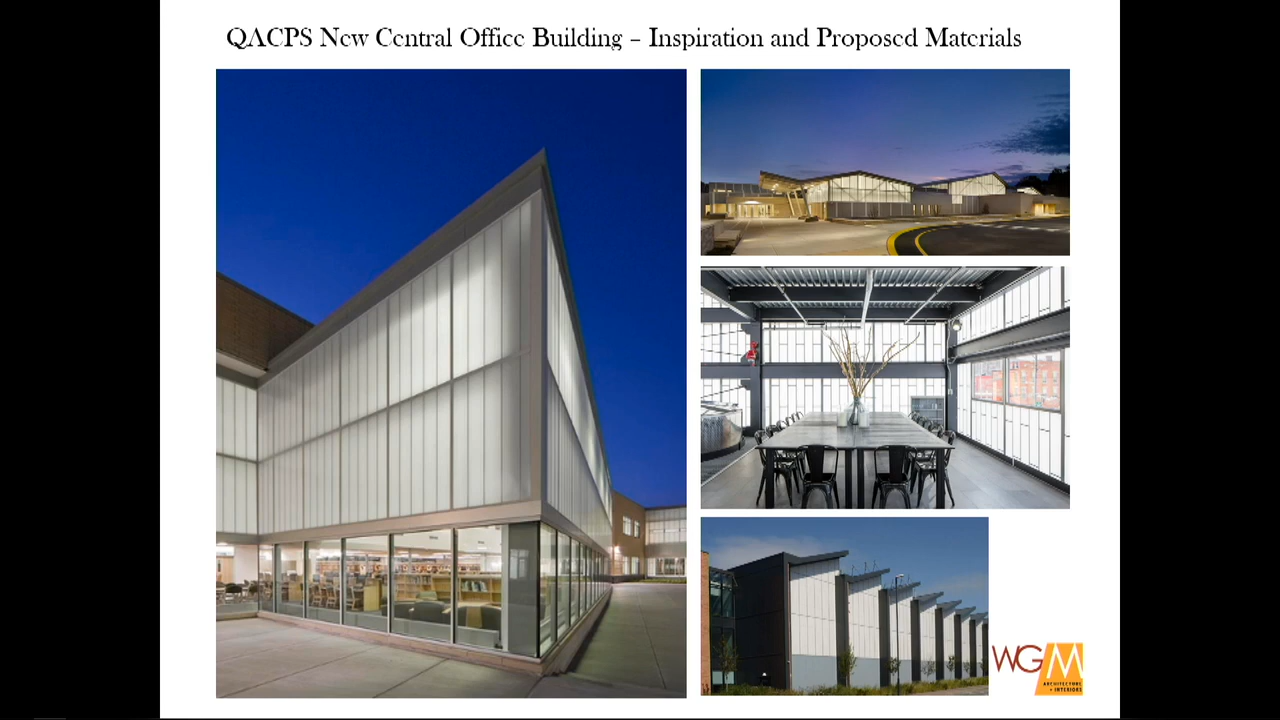 QACPS New Central Office Building – Inspiration and Proposed Materials
WGM
ARCHITECTURE
+ INTERIORS